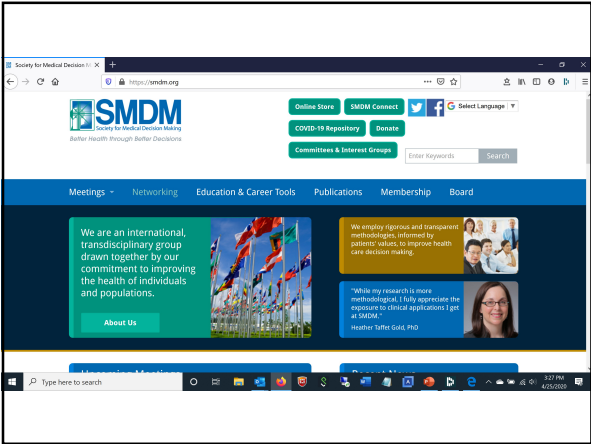 Society for Medical Decision M
https://smdm.org
SMDM
Society for Medical Decision Making
Better Health through Better Decisions
Online Store
SMDM Connect
Select Language
COVID-19 Repository
Donate
Committees & Interest Groups
Enter Keywords
Search
Meetings
Networking
Education & Career Tools
Publications
Membership
Board
We are an international,
transdisciplinary group
drawn together by our
commitment to improving
the health of individuals
and populations.
About Us
We employ rigorous and transparent
methodologies, informed by
patients' values, to improve health
care decision making.
"While my research is more
methodological, I fully appreciate the
exposure to clinical applications I get
at SMDM."
Heather Taffet Gold, PhD
Upcoming Meetings
Recent News
Type here to search
3:27 PM
4/25/2020